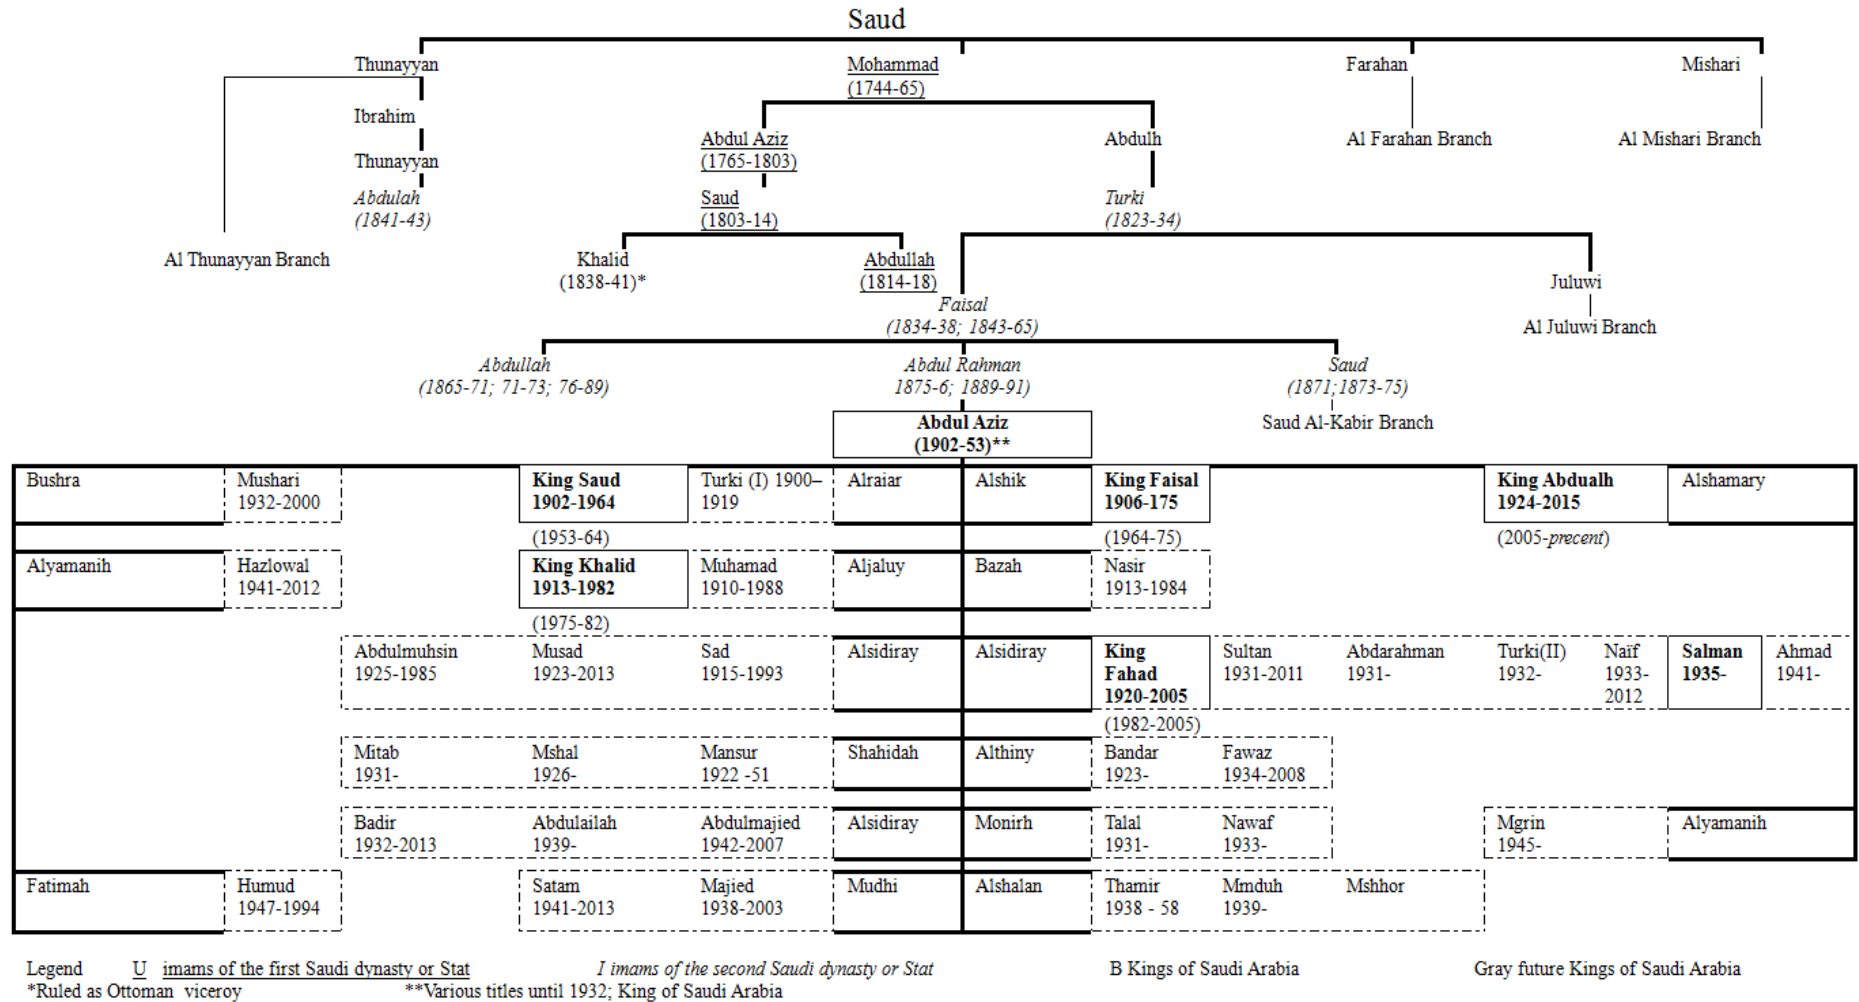 Saud
Thunayyan Mohammad Farahan Mishari
(1744-65)
Ibrahim
Abdul Aziz Abdulh Al Farahan Branch Al Mishari Branch
Thunayyan (1765-1803)
Abdulah Saud Turki
(1841-43) (1803-14) (1823-34)
Al Thunayyan Branch Khalid Abdullah
(1838-41)* (1814-18) Juluwi
Faisal
(1834-38; 1843-65) Al Juluwi Branch
Abdullah Abdul Rahman Saud
(1865-71; 71-73; 76-89) 1875-6; 1889-91) (1871;1873-75)
Abdul Aziz Saud Al-Kabir Branch
(1902-53)**
Bushra Mushari King Saud Turki (I) 1900– Alraiar Alshik King Faisal King Abdualh Alshamary
1932-2000 1902-1964 1919 1906-175 1924-2015
(1953-64) (1964-75) (2005-precent)
Alyamanih Hazlowal King Khalid Muhamad Aljaluy Bazah Nasir
1941-2012 1913-1982 1910-1988 1913-1984
(1975-82)
Abdulmuhsin Musad Sad Alsidiray Alsidiray King Sultan Abdarahman Turki(II) Naïf Salman Ahmad
1925-1985 2013 1915-1993 Fahad 1931-2011 1931- 1932- 1933- 1935- 1941-
1920-2005 2012
(1982-2005)
Mitab Mshal Mansur Shahidah Althiny Bandar Fawaz
1931- 1926- 1922 -51 1923- 1934-2008
Badir Abdulailah Abdulmajied Alsidiray Monirh Talal Nawaf Mgrin Alyamanih
1932-2013 1939- 1942-2007 1931- 1933- 1945-
Fatimah Humud Satam Majied Mudhi Alshalan Thamir Mmduh Mshhor
1947-1994 1941-2013 1938-2003 1938 - 58 1939-
Legend U imams of the first Saudi dynasty or Stat I imams of the second Saudi dynasty or Stat B Kings of Saudi Arabia Gray future Kings of Saudi Arabia
*Ruled as Ottoman viceroy **Various titles until 1932; King of Saudi Arabia